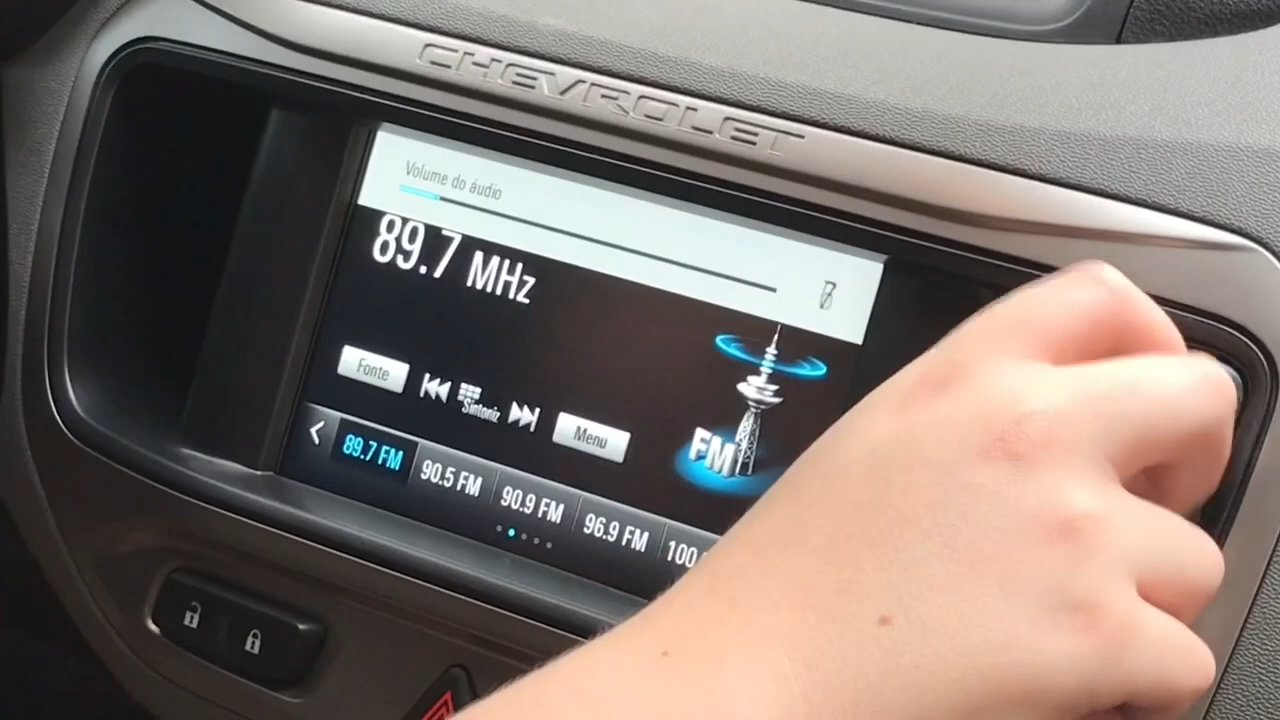 CHEVROLET
Volume do áudio
89.7 MHz
Fonte
Sintoniz
Menu
FM
89.7 FM
90.5 FM
90.9 FM
96.9 FM
100